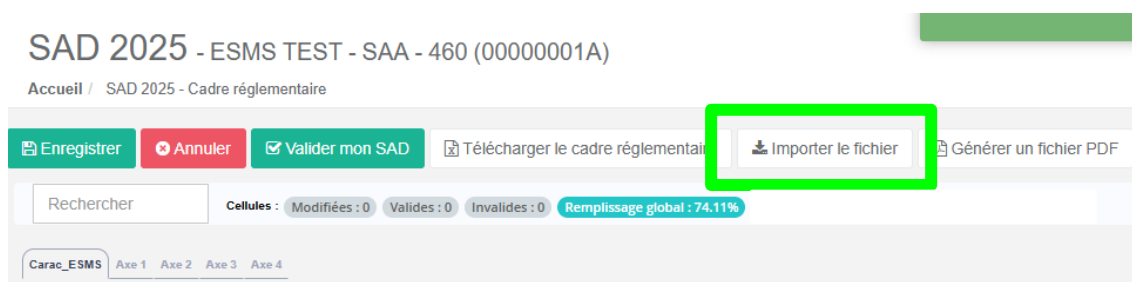 SAD 2025 - ESMS TEST - SAA - 460 (00000001A)
Accueil / SAD 2025 - Cadre réglementaire
Enregistrer Annuler Valider mon SAD Télécharger le cadre réglementair Importer le fichier Générer un fichier PDF
Rechercher Cellules : Modifiées : 0 Valides : 0 Invalides : 0 Remplissage global : 74.11%
Carac_ESMS Axe 1 Axe 2 Axe 3 Axe 4